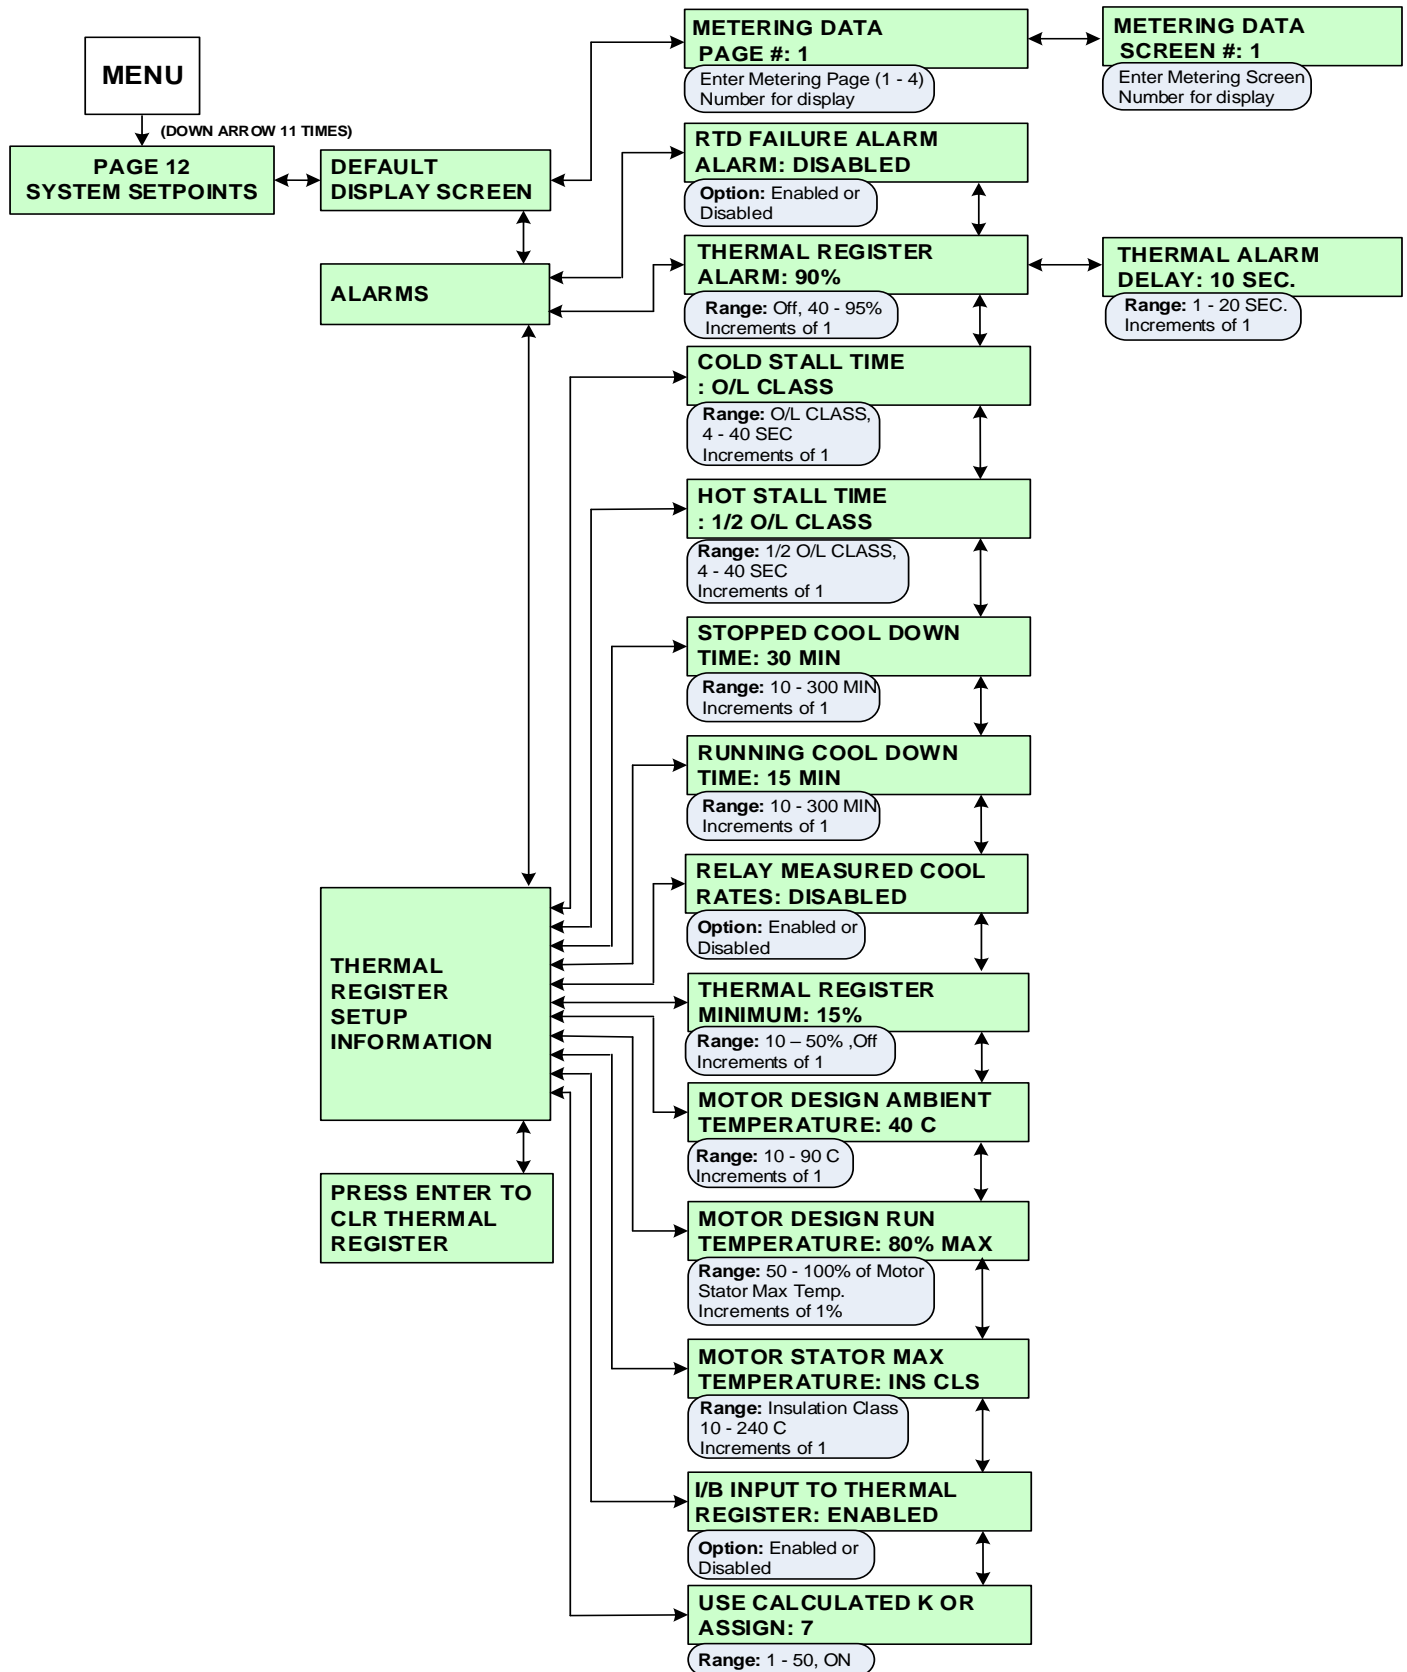 MENU
(DOWN ARROW 11 TIMES)
PAGE 12
SYSTEM SETPOINTS
DEFAULT
DISPLAY SCREEN
METERING DATA
PAGE #: 1
Enter Metering Page (1 - 4)
Number for display
METERING DATA
SCREEN #: 1
Enter Metering Screen
Number for display
ALARMS
RTD FAILURE ALARM
ALARM: DISABLED
Option: Enabled or
Disabled
THERMAL REGISTER
ALARM: 90%
Range: Off, 40 - 95%
Increments of 1
THERMAL ALARM
DELAY: 10 SEC.
Range: 1 - 20 SEC.
Increments of 1
THERMAL
REGISTER
SETUP
INFORMATION
COLD STALL TIME
: O/L CLASS
Range: O/L CLASS,
4 - 40 SEC
Increments of 1
HOT STALL TIME
: 1/2 O/L CLASS
Range: 1/2 O/L CLASS,
4 - 40 SEC
Increments of 1
STOPPED COOL DOWN
TIME: 30 MIN
Range: 10 - 300 MIN
Increments of 1
RUNNING COOL DOWN
TIME: 15 MIN
Range: 10 - 300 MIN
Increments of 1
RELAY MEASURED COOL
RATES: DISABLED
Option: Enabled or
Disabled
THERMAL REGISTER
MINIMUM: 15%
Range: 10 – 50% ,Off
Increments of 1
MOTOR DESIGN AMBIENT
TEMPERATURE: 40 C
Range: 10 - 90 C
Increments of 1
MOTOR DESIGN RUN
TEMPERATURE: 80% MAX
Range: 50 - 100% of Motor
Stator Max Temp.
Increments of 1%
MOTOR STATOR MAX
TEMPERATURE: INS CLS
Range: Insulation Class
10 - 240 C
Increments of 1
I/B INPUT TO THERMAL
REGISTER: ENABLED
Option: Enabled or
Disabled
USE CALCULATED K OR
ASSIGN: 7
Range: 1 - 50, ON
PRESS ENTER TO
CLR THERMAL
REGISTER